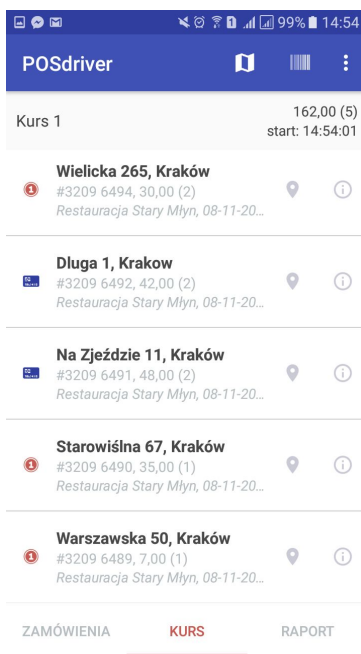 99% 14:54
POSdriver
Kurs 1
162,00 (5)
start: 14:54:01
Wielicka 265, Kraków
#3209 6494, 30,00 (2)
Restauracja Stary Młyn, 08-11-20...
Dluga 1, Krakow
#3209 6492, 42,00 (2)
Restauracja Stary Młyn, 08-11-20...
Na Zjeździe 11, Kraków
#3209 6491, 48,00 (2)
Restauracja Stary Młyn, 08-11-20...
Starowiślna 67, Kraków
#3209 6490, 35,00 (1)
Restauracja Stary Młyn, 08-11-20...
Warszawska 50, Kraków
#3209 6489, 7,00 (1)
Restauracja Stary Młyn, 08-11-20...
ZAMÓWIENIA KURS RAPORT